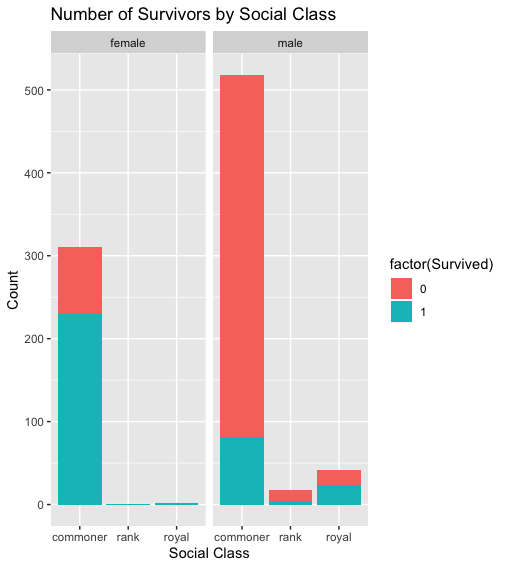 Number of Survivors by Social Class
female
male
Count
500
400
300
200
100
0
commoner
rank
royal
commoner
rank
royal
Social Class
factor(Survived)
0
1